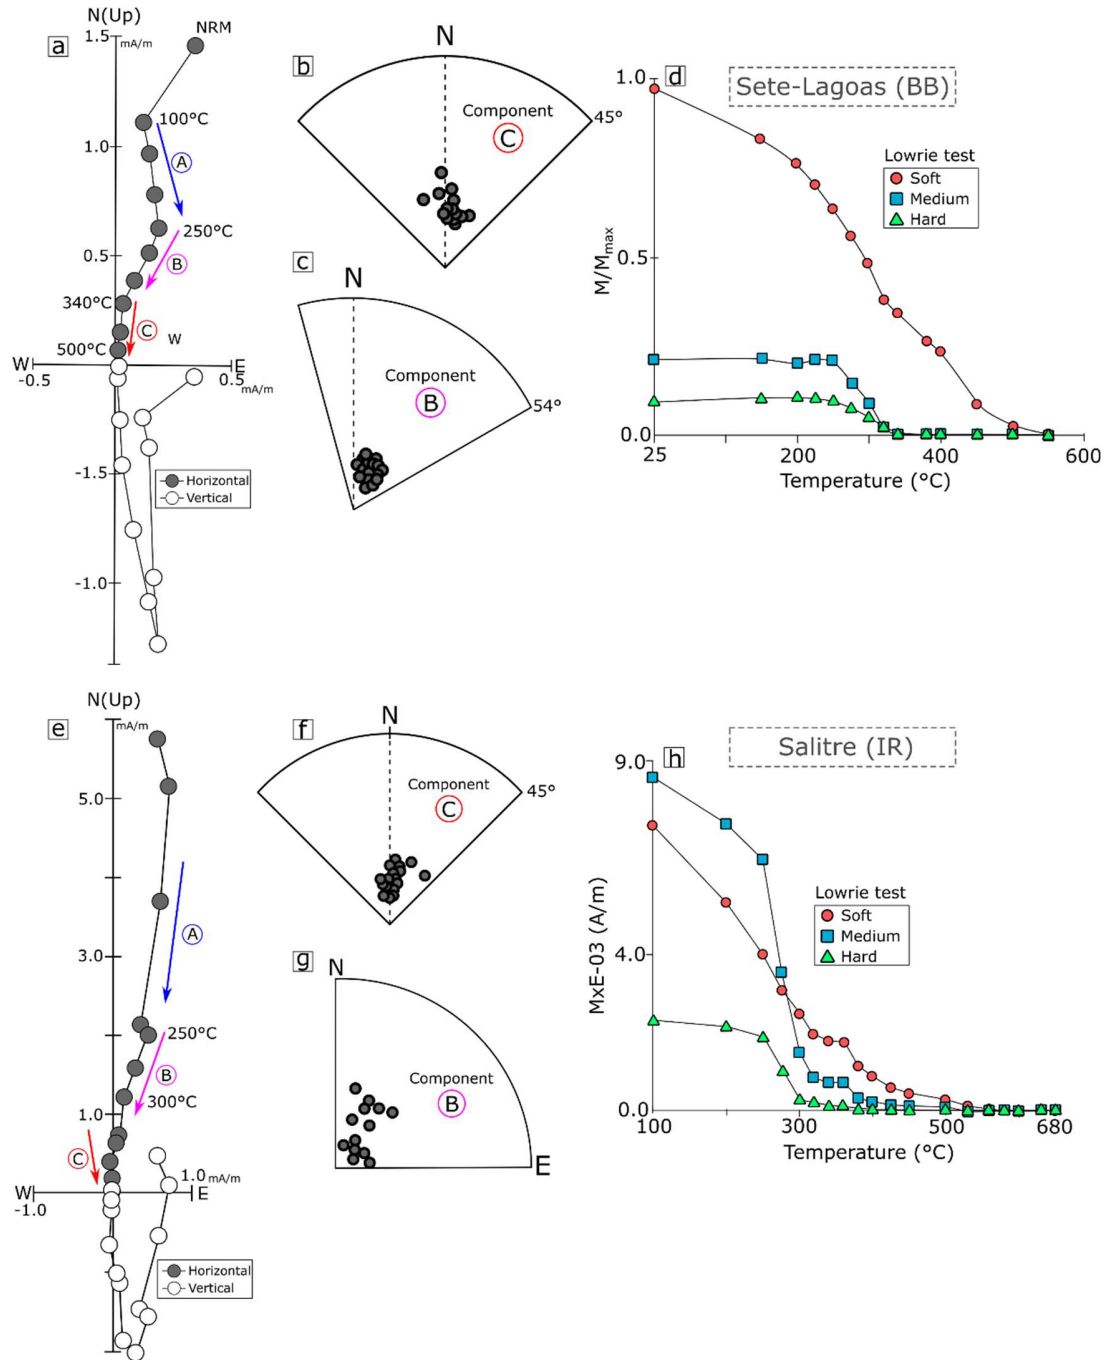 a
N(Up)
1.5
mA/m
NRM
100°C
1.0
A
250°C
0.5
B
340°C
C
W
500°C
W
E
-0.5
0.5
mA/m
-1.5
Horizontal
Vertical
-1.0
b
N
Component
C
45°
c
N
Component
B
54°
d
Sete-Lagoas (BB)
1.0
Lowrie test
Soft
Medium
Hard
0.5
M/Mmax
0.0
25
200
400
600
Temperature (°C)
e
N(Up)
mA/m
5.0
A
3.0
250°C
B
1.0
300°C
C
1.0 mA/m
W
E
-1.0
Horizontal
Vertical
f
N
Component
C
45°
g
N
Component
B
E
h
Salitre (IR)
9.0
Lowrie test
Soft
Medium
Hard
MxE-03 (A/m)
4.0
0.0
100
300
500
680
Temperature (°C)